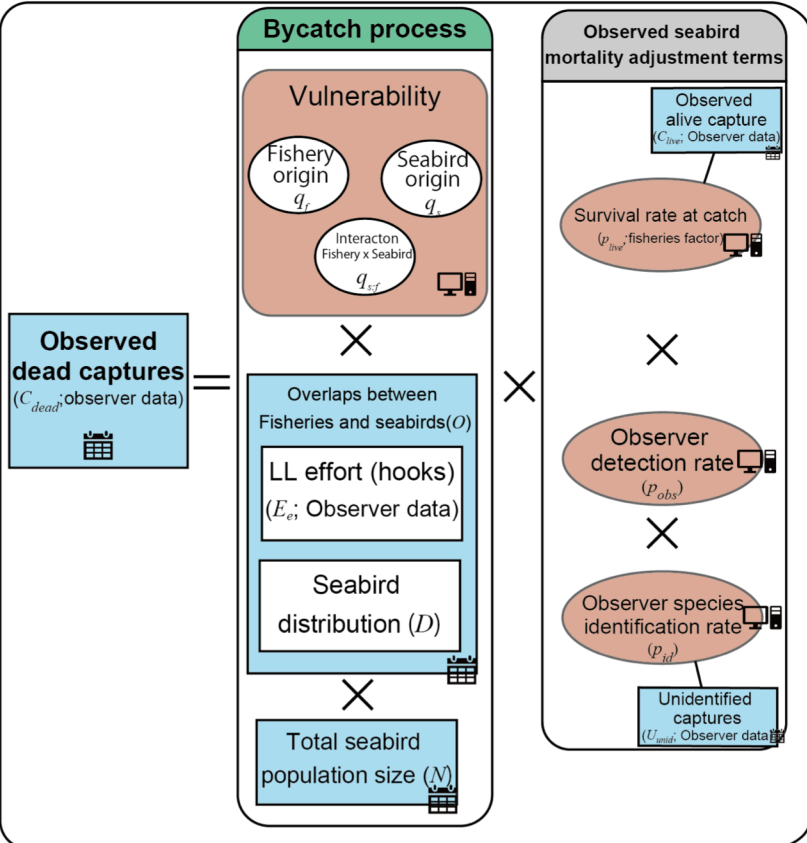 Bycatch process
Vulnerability
Fishery
origin
q_f
Seabird
origin
q_s
Interacton
Fishery x Seabird
q_s:f
×
Observed
dead captures
(C_dead;observer data)
=
Overlaps between
Fisheries and seabirds(O)
LL effort (hooks)
(E_e; Observer data)
Seabird
distribution (D)
×
Total seabird
population size (N)
×
Observed seabird
mortality adjustment terms
Observed
alive capture
(C_live; Observer data)
Survival rate at catch
(p_live;fisheries factor)
×
Observer
detection rate
(p_obs)
×
Observer species
identification rate
(p_id)
Unidentified
captures
(U_unid; Observer data)